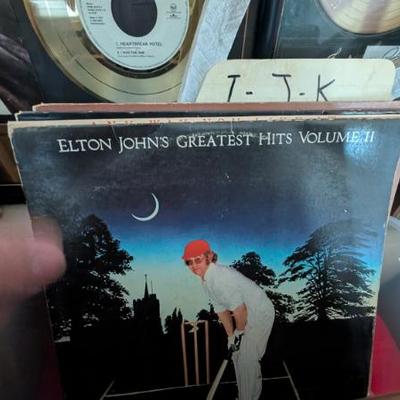 1. HEARTBREAK HOTEL
I - J - K
ELTON JOHN'S GREATEST HITS VOLUME II